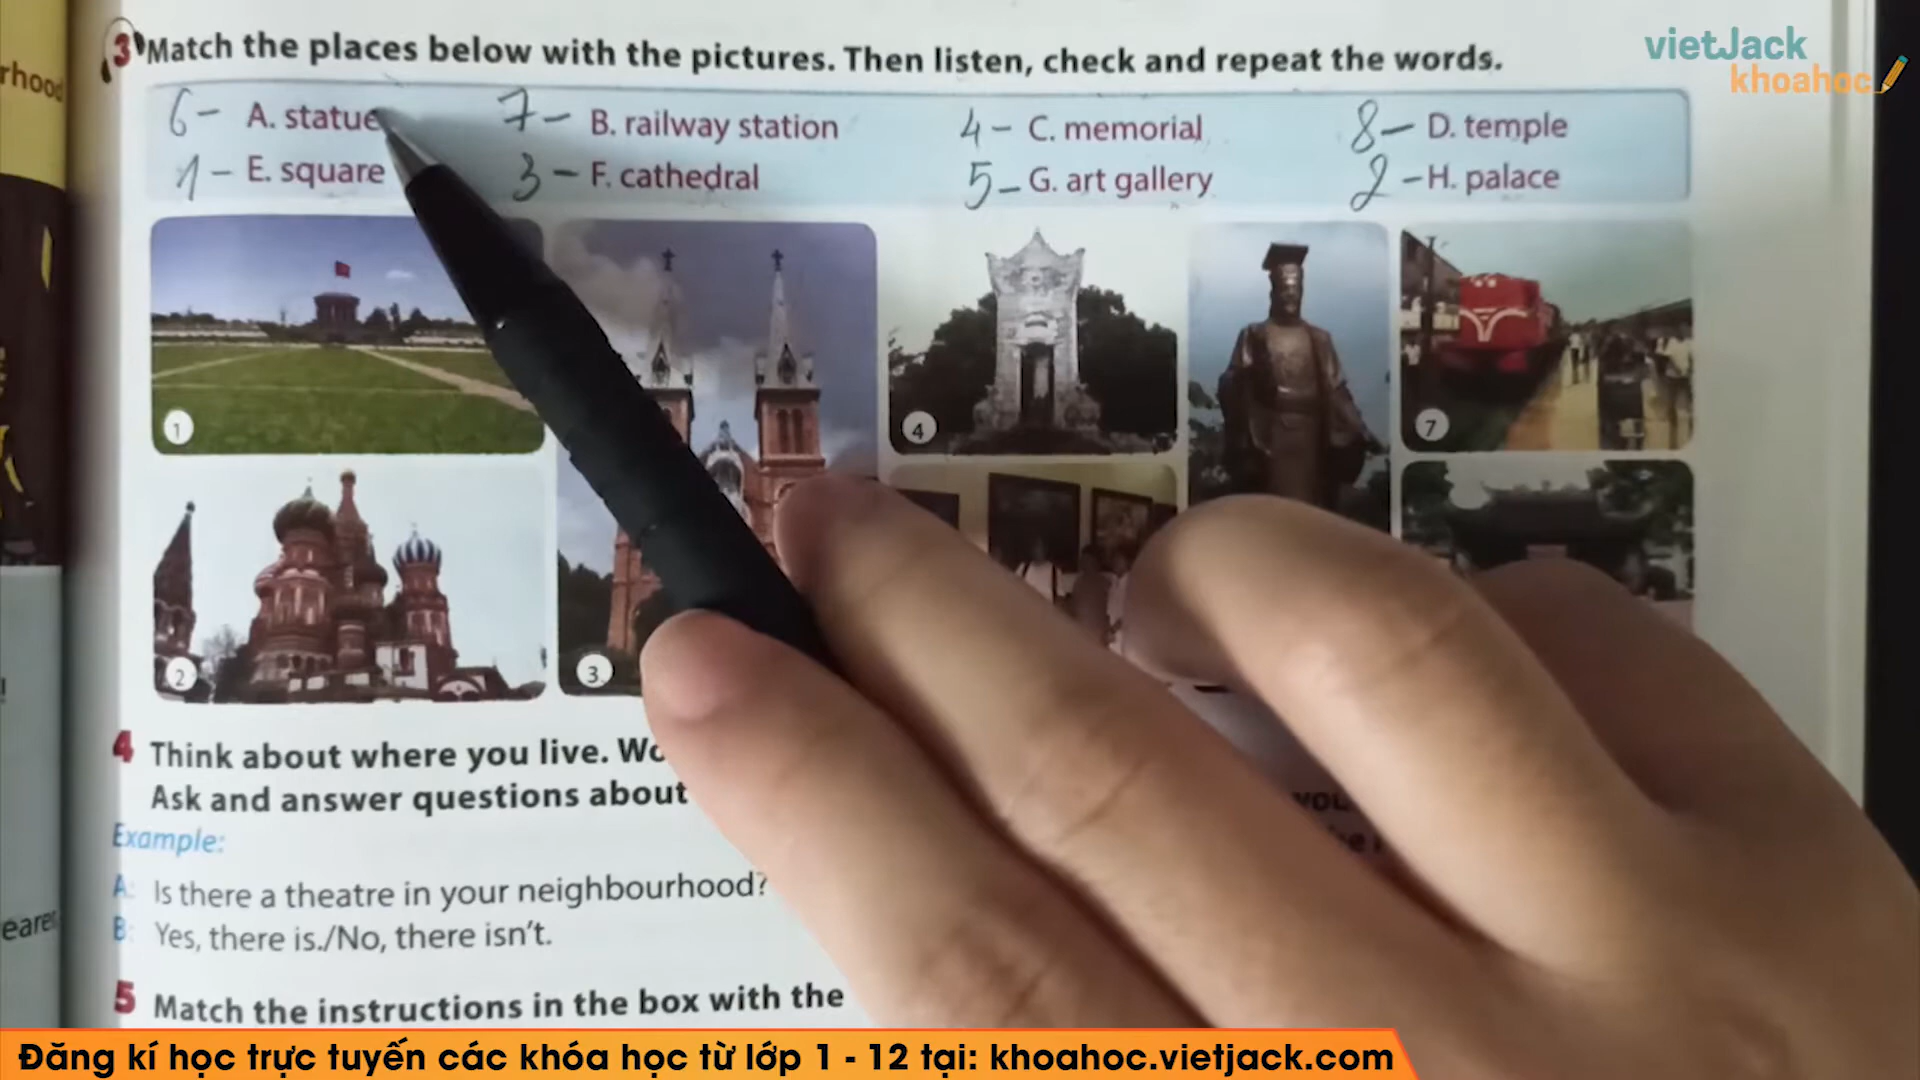 3 Match the places below with the pictures. Then listen, check and repeat the words.
vietJack
khoahoc
6- A. statue 7- B. railway station 4- C. memorial 8- D. temple
1- E. square 3- F. cathedral 5- G. art gallery 2- H. palace
1
4
7
2
3
4 Think about where you live.
Ask and answer questions about
Example:
A: Is there a theatre in your neighbourhood?
B: Yes, there is./No, there isn't.
5 Match the instructions in the box with the
Đăng kí học trực tuyến các khóa học từ lớp 1 - 12 tại: khoahoc.vietjack.com